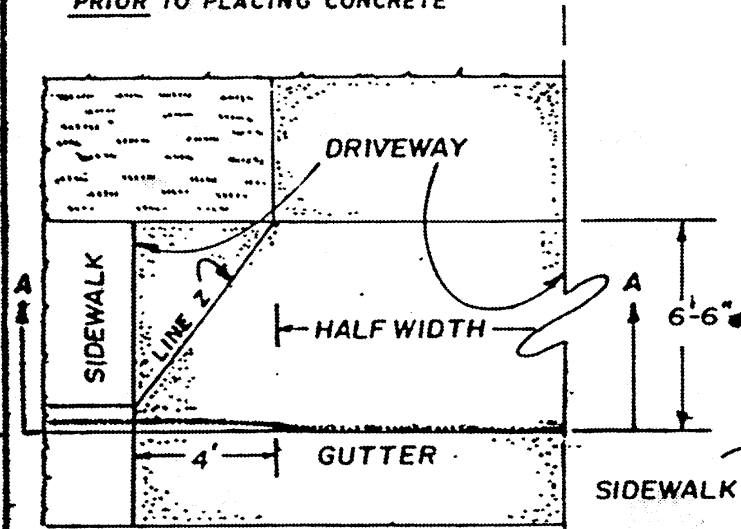 PRIOR TO PLACING CONCRETE
DRIVEWAY
A
SIDEWALK
LINE Z
HALF WIDTH
A
6'-6"
4'
GUTTER
SIDEWALK